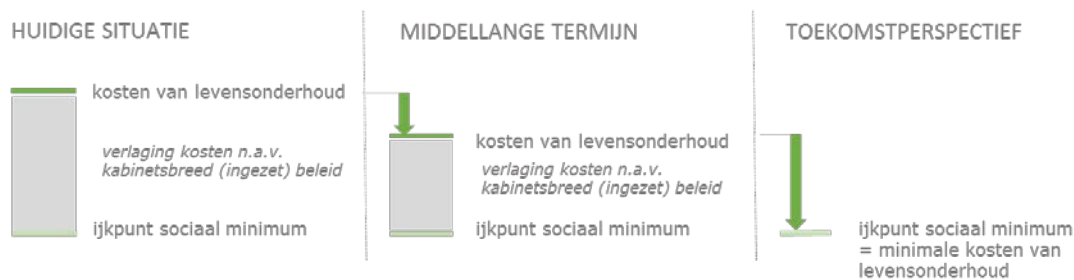 HUIDIGE SITUATIE
kosten van levensonderhoud
verlaging kosten n.a.v.
kabinetsbreed (ingezet) beleid
ijkpunt sociaal minimum
MIDDELLANGE TERMIJN
kosten van levensonderhoud
verlaging kosten n.a.v.
kabinetsbreed (ingezet) beleid
ijkpunt sociaal minimum
TOEKOMSTPERSPECTIEF
ijkpunt sociaal minimum
= minimale kosten van
levensonderhoud